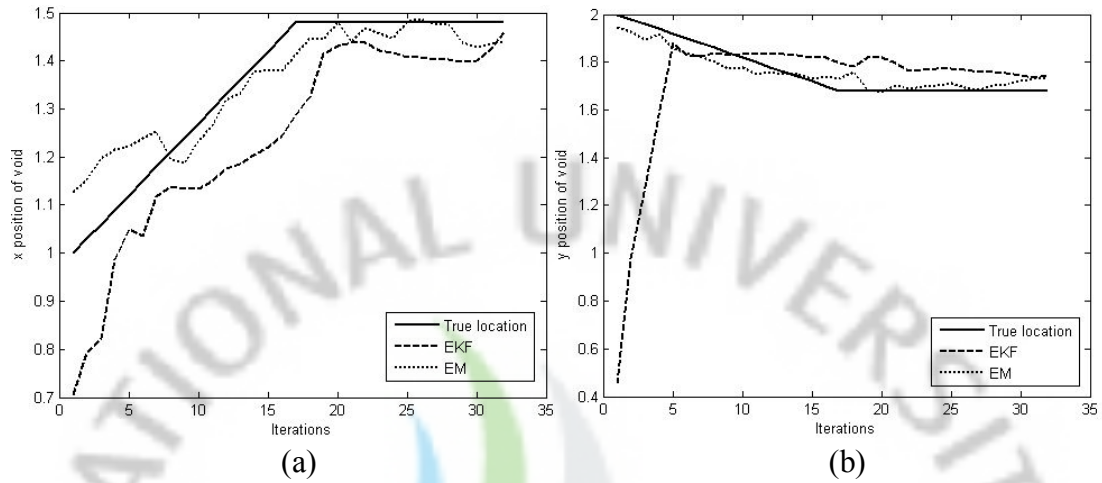 1.5
1.4
1.3
1.2
1.1
1
0.9
0.8
0.7
x position of void
0 5 10 15 20 25 30 35
Iterations
True location
EKF
EM
(a)
2
1.8
1.6
1.4
1.2
1
0.8
0.6
0.4
y position of void
0 5 10 15 20 25 30 35
Iterations
True location
EKF
EM
(b)
ATIONAL UNIVERSIT